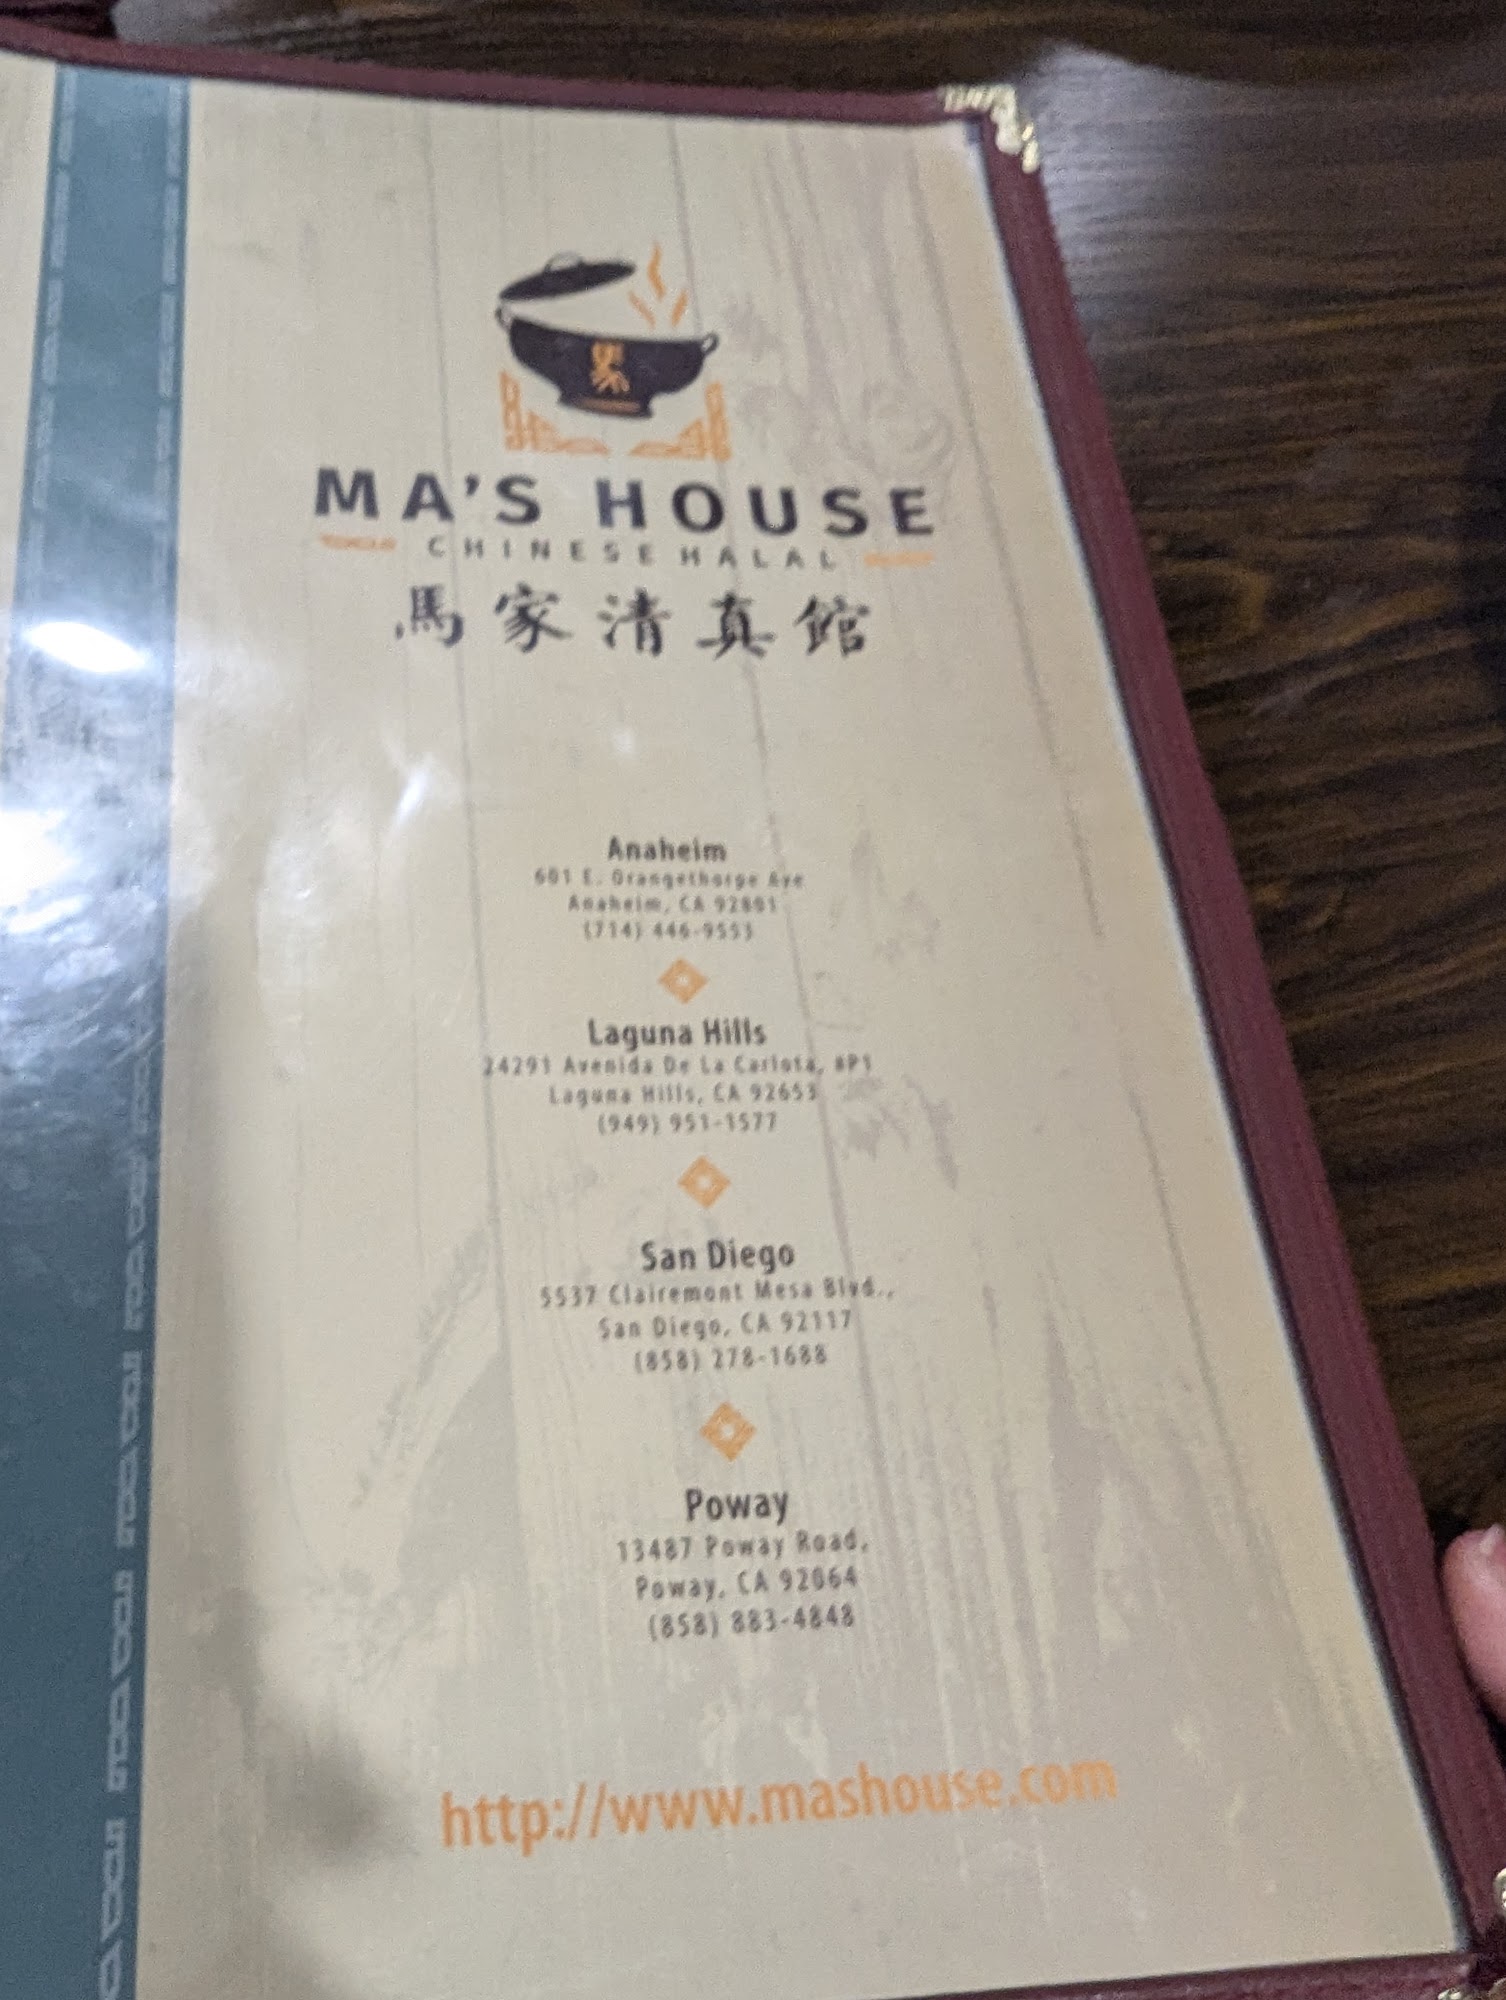 MA'S HOUSE
CHINESE HALAL
馬家清真館
Anaheim
601 E. Orangethorpe Ave
Anaheim, CA 92801
(714) 446-9553
Laguna Hills
24291 Avenida De La Carlota, #P1
Laguna Hills, CA 92653
(949) 951-1577
San Diego
5537 Clairemont Mesa Blvd.,
San Diego, CA 92117
(858) 278-1688
Poway
13487 Poway Road,
Poway, CA 92064
(858) 883-4848
http://www.mashouse.com